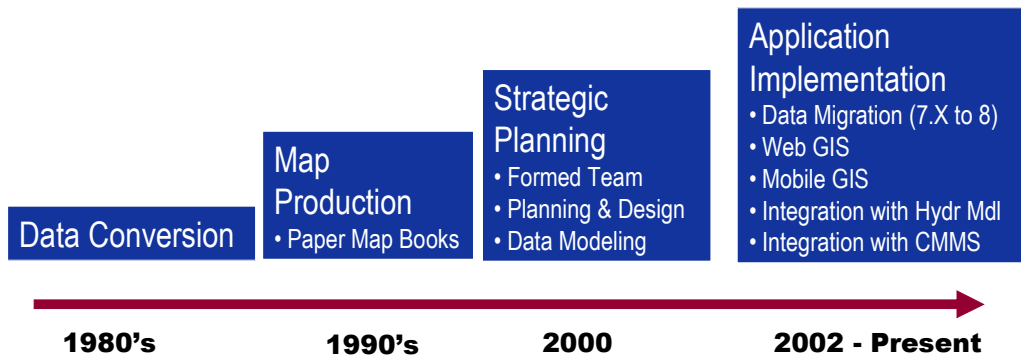 Data Conversion
Map
Production
• Paper Map Books
Strategic
Planning
• Formed Team
• Planning & Design
• Data Modeling
Application
Implementation
• Data Migration (7.X to 8)
• Web GIS
• Mobile GIS
• Integration with Hydr Mdl
• Integration with CMMS
1980's
1990's
2000
2002 - Present